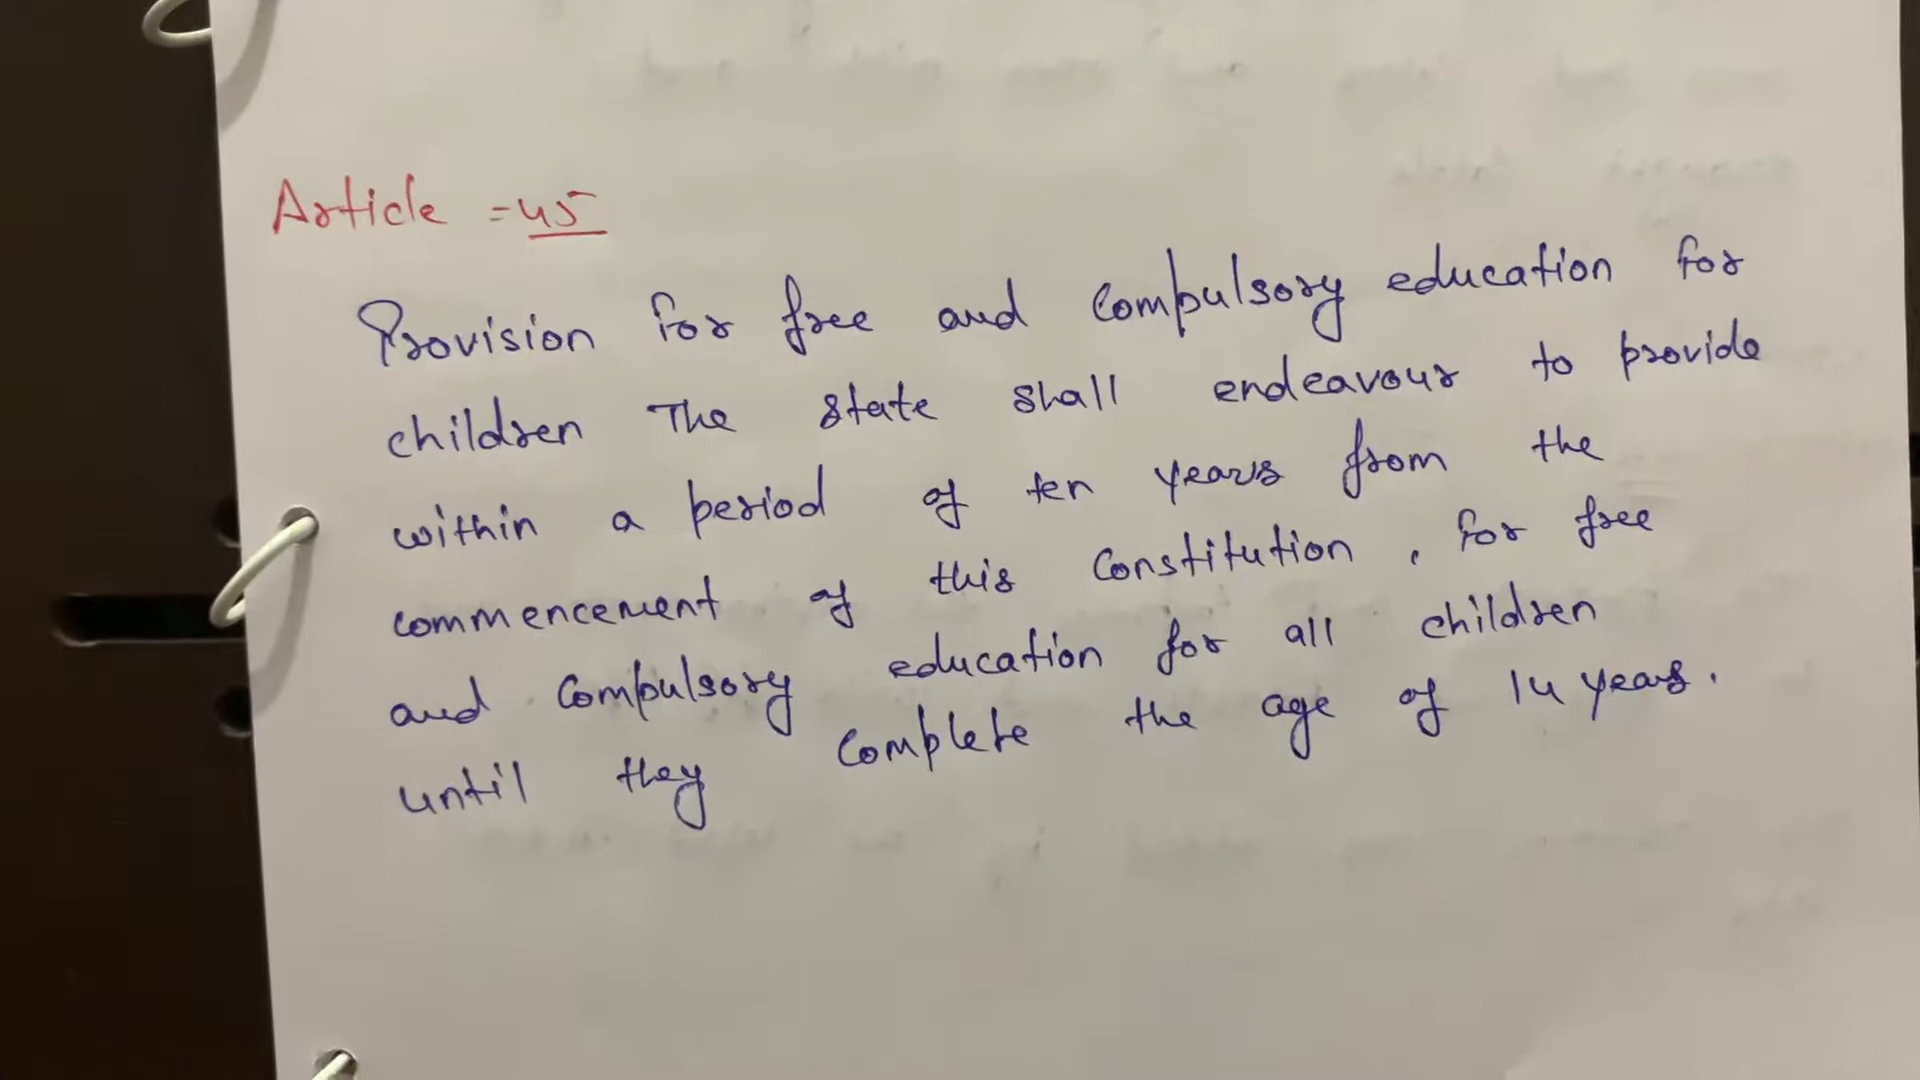 Article = 45
Provision for free and compulsory education for
children The state shall endeavour to provide
within a period of ten years from the
commencement of this constitution, for free
and compulsory education for all children
until they complete the age of 14 years.